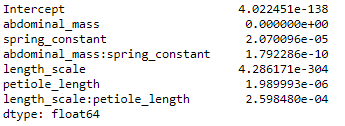 Intercept 4.022451e-138
abdominal_mass 0.000000e+00
spring_constant 2.070096e-05
abdominal_mass:spring_constant 1.792286e-10
length_scale 4.286171e-304
petiole_length 1.989993e-06
length_scale:petiole_length 2.598480e-04
dtype: float64